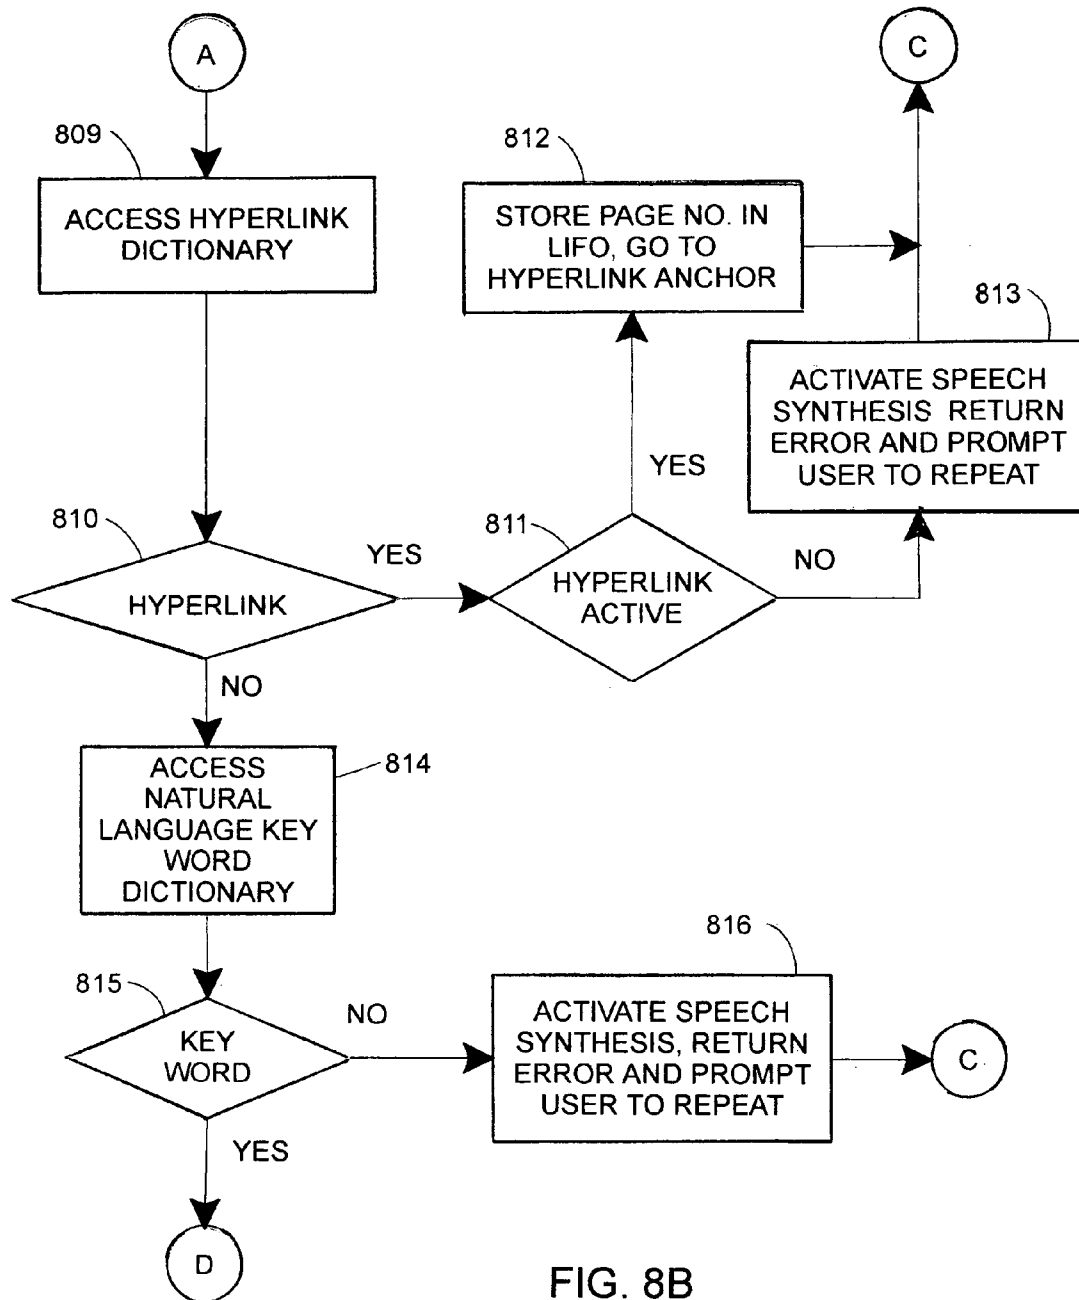 A
C
809
ACCESS HYPERLINK
DICTIONARY
812
STORE PAGE NO. IN
LIFO, GO TO
HYPERLINK ANCHOR
813
ACTIVATE SPEECH
SYNTHESIS RETURN
ERROR AND PROMPT
USER TO REPEAT
810
HYPERLINK
YES
811
HYPERLINK
ACTIVE
YES
NO
NO
814
ACCESS
NATURAL
LANGUAGE KEY
WORD
DICTIONARY
815
KEY
WORD
NO
816
ACTIVATE SPEECH
SYNTHESIS, RETURN
ERROR AND PROMPT
USER TO REPEAT
C
YES
D
FIG. 8B